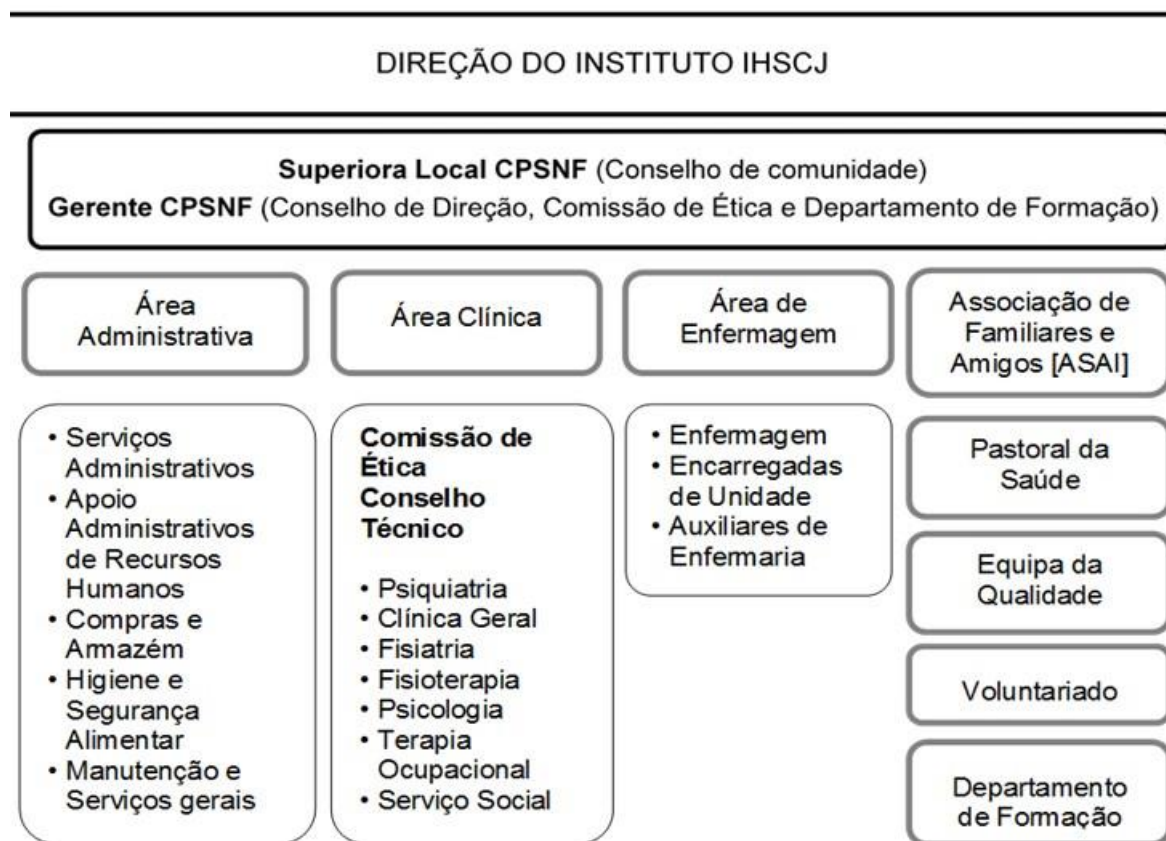 DIREÇÃO DO INSTITUTO IHSCJ
Superiora Local CPSNF (Conselho de comunidade)
Gerente CPSNF (Conselho de Direção, Comissão de Ética e Departamento de Formação)
Área
Administrativa
• Serviços
Administrativos
• Apoio
Administrativos
de Recursos
Humanos
• Compras e
Armazém
• Higiene e
Segurança
Alimentar
• Manutenção e
Serviços gerais
Área Clínica
Comissão de
Ética
Conselho
Técnico
• Psiquiatria
• Clínica Geral
• Fisiatria
• Fisioterapia
• Psicologia
• Terapia
Ocupacional
• Serviço Social
Área de
Enfermagem
• Enfermagem
• Encarregadas
de Unidade
• Auxiliares de
Enfermaria
Associação de
Familiares e
Amigos [ASAI]
Pastoral da
Saúde
Equipa da
Qualidade
Voluntariado
Departamento
de Formação